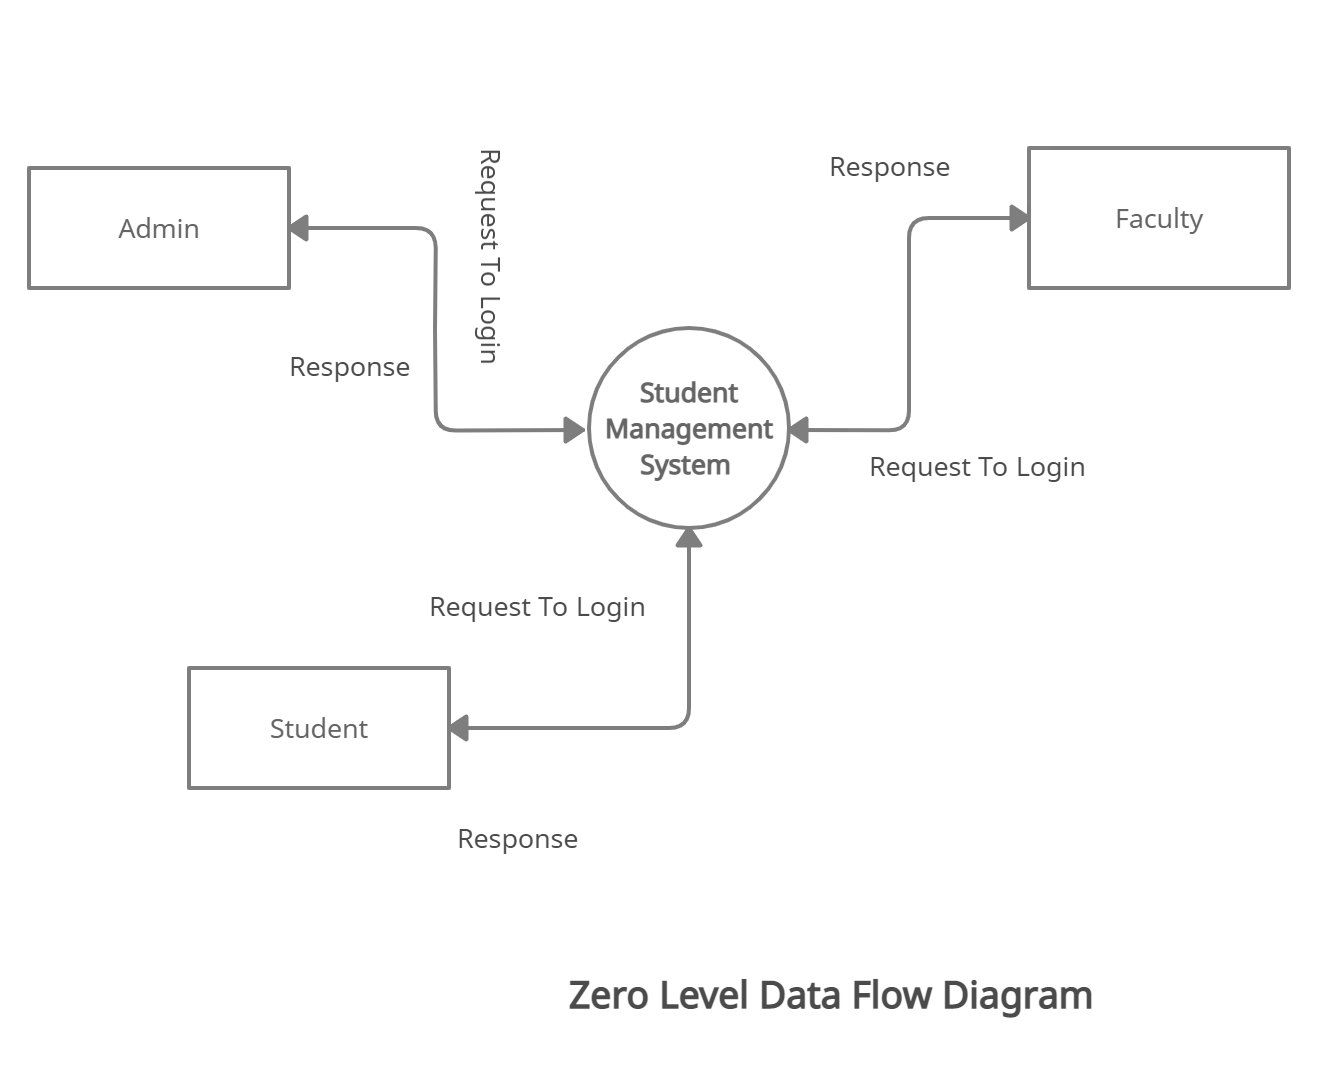 Request To Login
Response
Admin
Faculty
Response
Student
Management
System
Request To Login
Request To Login
Student
Response
Zero Level Data Flow Diagram